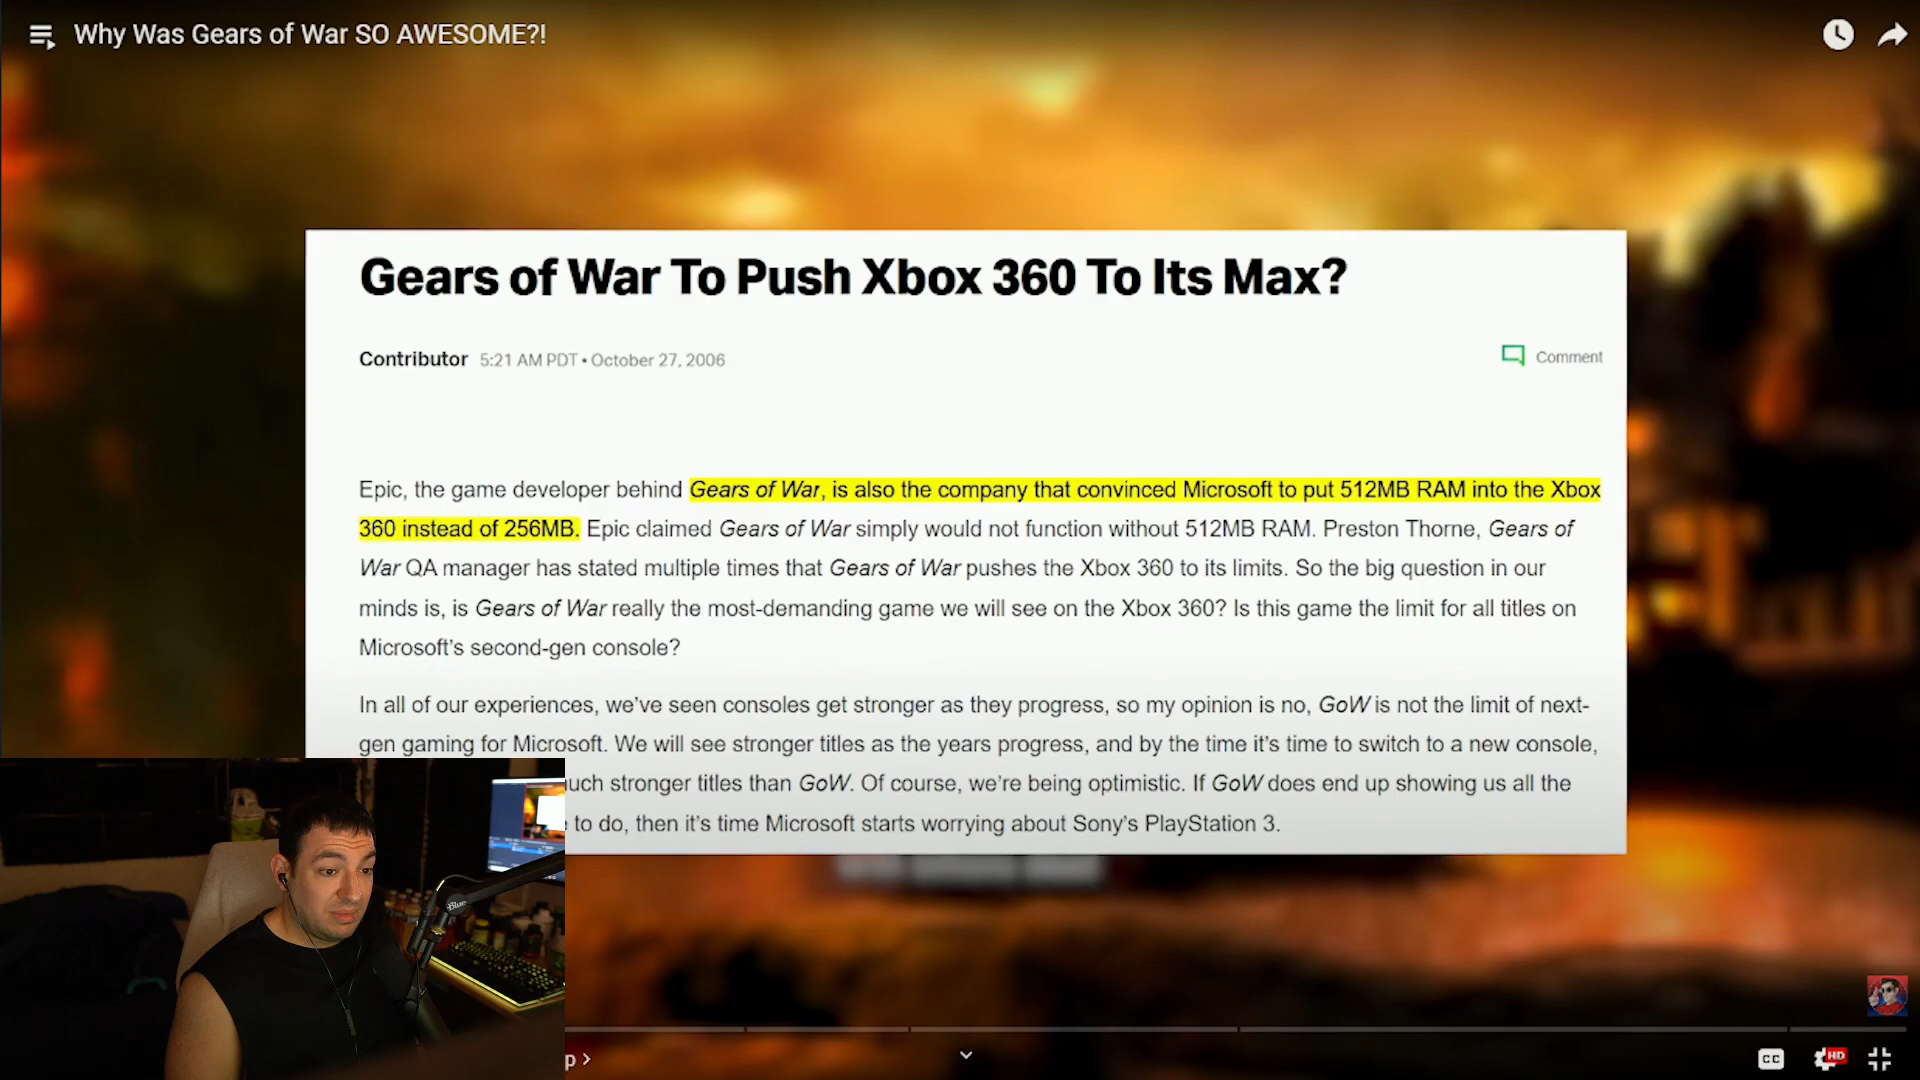 Why Was Gears of War SO AWESOME?!
Gears of War To Push Xbox 360 To Its Max?
Contributor 5:21 AM PDT • October 27, 2006
Comment
Epic, the game developer behind Gears of War, is also the company that convinced Microsoft to put 512MB RAM into the Xbox
360 instead of 256MB. Epic claimed Gears of War simply would not function without 512MB RAM. Preston Thorne, Gears of
War QA manager has stated multiple times that Gears of War pushes the Xbox 360 to its limits. So the big question in our
minds is, is Gears of War really the most-demanding game we will see on the Xbox 360? Is this game the limit for all titles on
Microsoft's second-gen console?
In all of our experiences, we've seen consoles get stronger as they progress, so my opinion is no, GoW is not the limit of next-
gen gaming for Microsoft. We will see stronger titles as the years progress, and by the time it's time to switch to a new console,
uch stronger titles than GoW. Of course, we're being optimistic. If GoW does end up showing us all the
to do, then it's time Microsoft starts worrying about Sony's PlayStation 3.
Blue
p >
CC
HD